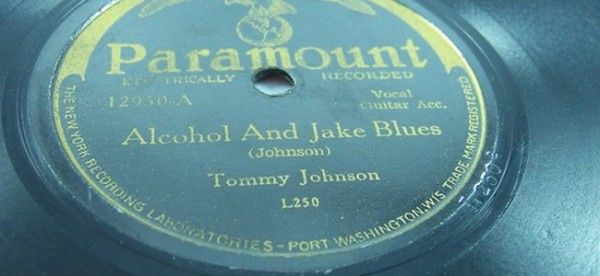 Paramount
ELECTRICALLY RECORDED
12950-A
Vocal
Guitar Acc.
Alcohol And Jake Blues
(Johnson)
Tommy Johnson
L250
THE NEW YORK RECORDING LABORATORIES-PORT WASHINGTON, WIS
TRADE MARK REGISTERED